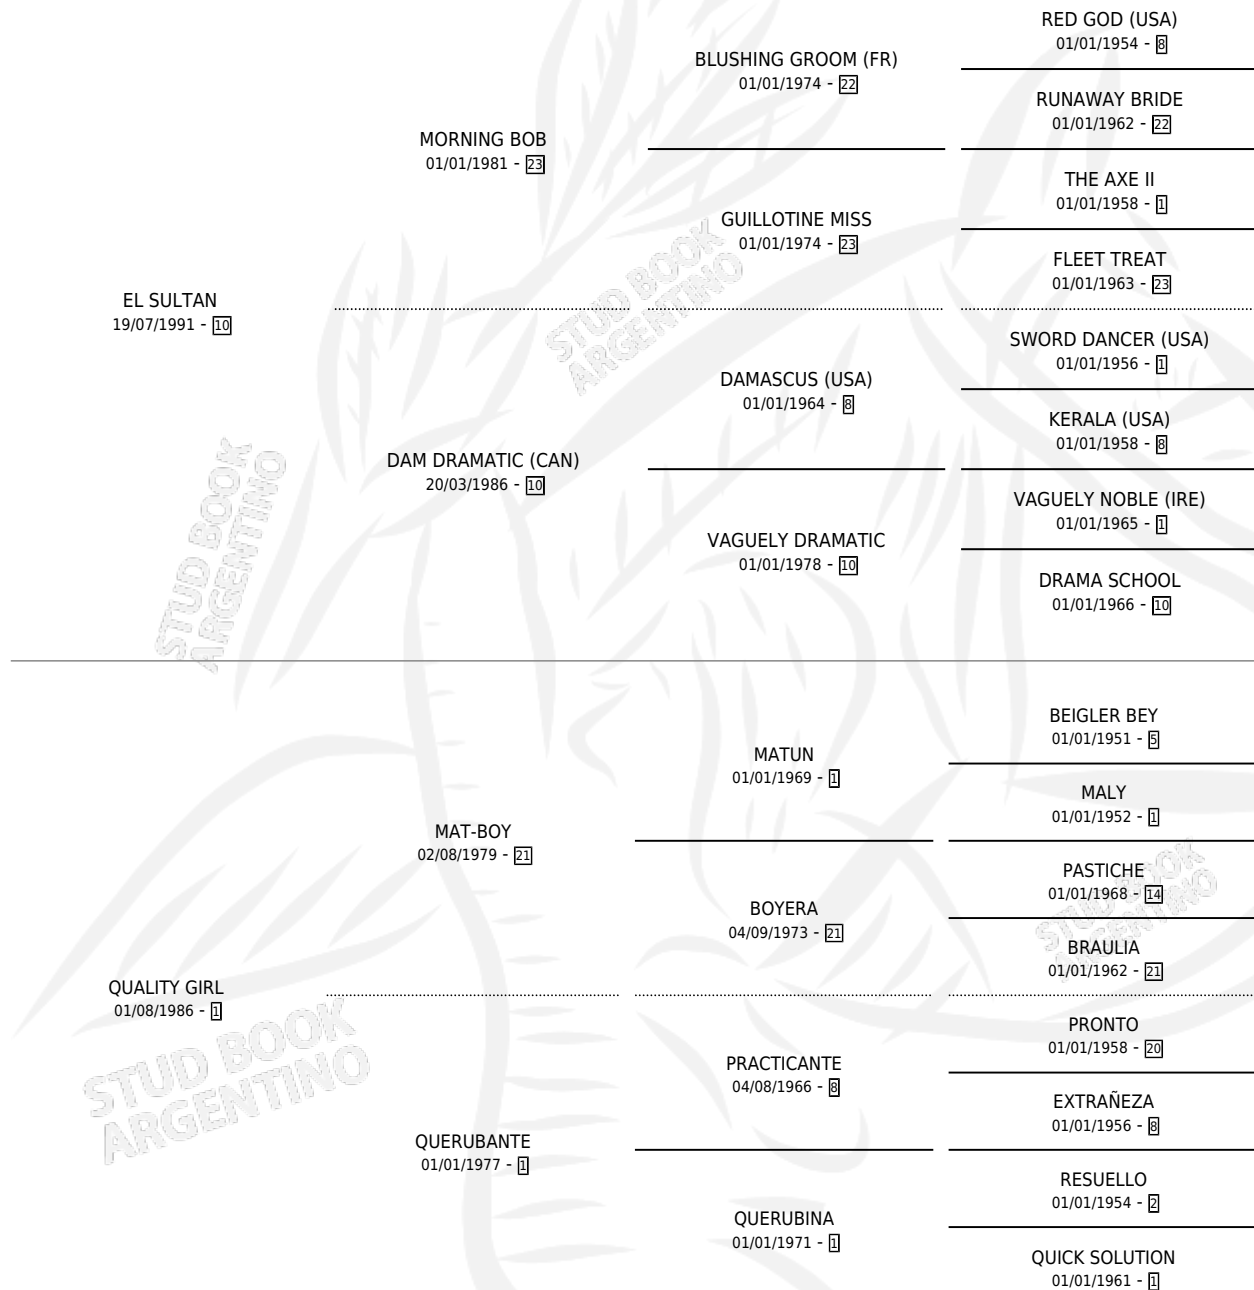 RED GOD (USA)
01/01/1954 - 8
BLUSHING GROOM (FR)
01/01/1974 - 22
RUNAWAY BRIDE
01/01/1962 - 22
MORNING BOB
01/01/1981 - 23
THE AXE II
01/01/1958 - 1
GUILLOTINE MISS
01/01/1974 - 23
FLEET TREAT
01/01/1963 - 23
EL SULTAN
19/07/1991 - 10
SWORD DANCER (USA)
01/01/1956 - 1
DAMASCUS (USA)
01/01/1964 - 8
KERALA (USA)
01/01/1958 - 8
DAM DRAMATIC (CAN)
20/03/1986 - 10
VAGUELY NOBLE (IRE)
01/01/1965 - 1
VAGUELY DRAMATIC
01/01/1978 - 10
DRAMA SCHOOL
01/01/1966 - 10
BEIGLER BEY
01/01/1951 - 5
MATUN
01/01/1969 - 1
MALY
01/01/1952 - 1
MAT-BOY
02/08/1979 - 21
PASTICHE
01/01/1968 - 14
BOYERA
04/09/1973 - 21
BRAULIA
01/01/1962 - 21
QUALITY GIRL
01/08/1986 - 1
PRONTO
01/01/1958 - 20
PRACTICANTE
04/08/1966 - 8
EXTRAÑEZA
01/01/1956 - 8
QUERUBANTE
01/01/1977 - 1
RESUELLO
01/01/1954 - 2
QUERUBINA
01/01/1971 - 1
QUICK SOLUTION
01/01/1961 - 1
STUD BOOK
ARGENTINO
STUD BOOK
ARGENTINO
STUD BOOK
ARGENTINO
STUD BOOK
ARGENTINO